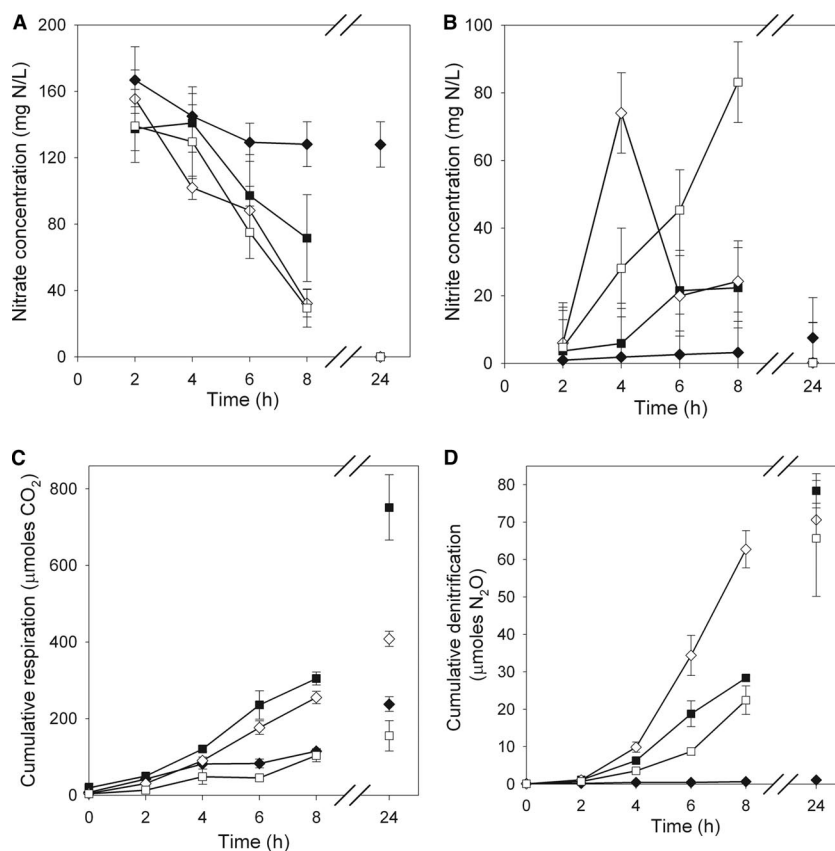 A
Nitrate concentration (mg N/L)
200
160
120
80
40
0
0 2 4 6 8 24
Time (h)
B
Nitrite concentration (mg N/L)
100
80
60
40
20
0
0 2 4 6 8 24
Time (h)
C
Cumulative respiration (μmoles CO₂)
800
600
400
200
0
0 2 4 6 8 24
Time (h)
D
Cumulative denitrification
(μmoles N₂O)
80
70
60
50
40
30
20
10
0
0 2 4 6 8 24
Time (h)